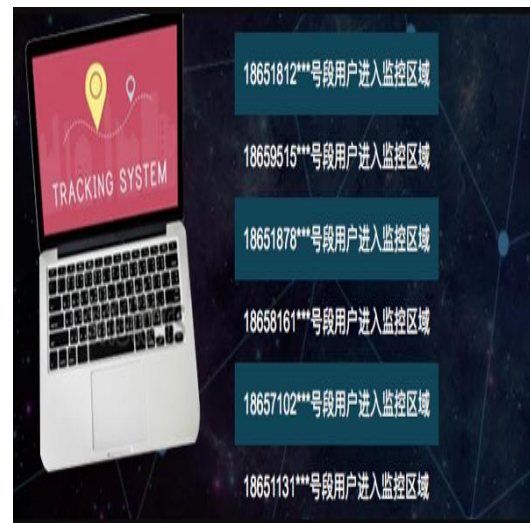 TRACKING SYSTEM
18651812***号段用户进入监控区域
18659515***号段用户进入监控区域
18651878***号段用户进入监控区域
18658161***号段用户进入监控区域
18657102***号段用户进入监控区域
18651131***号段用户进入监控区域